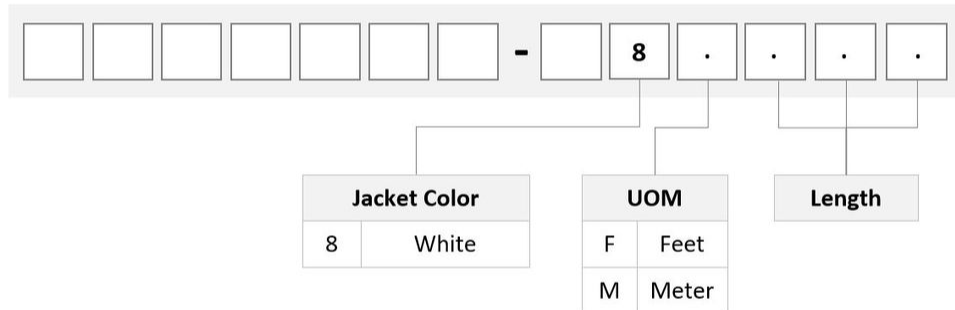 - 8 . . . .
Jacket Color
8 White
UOM
F Feet
M Meter
Length